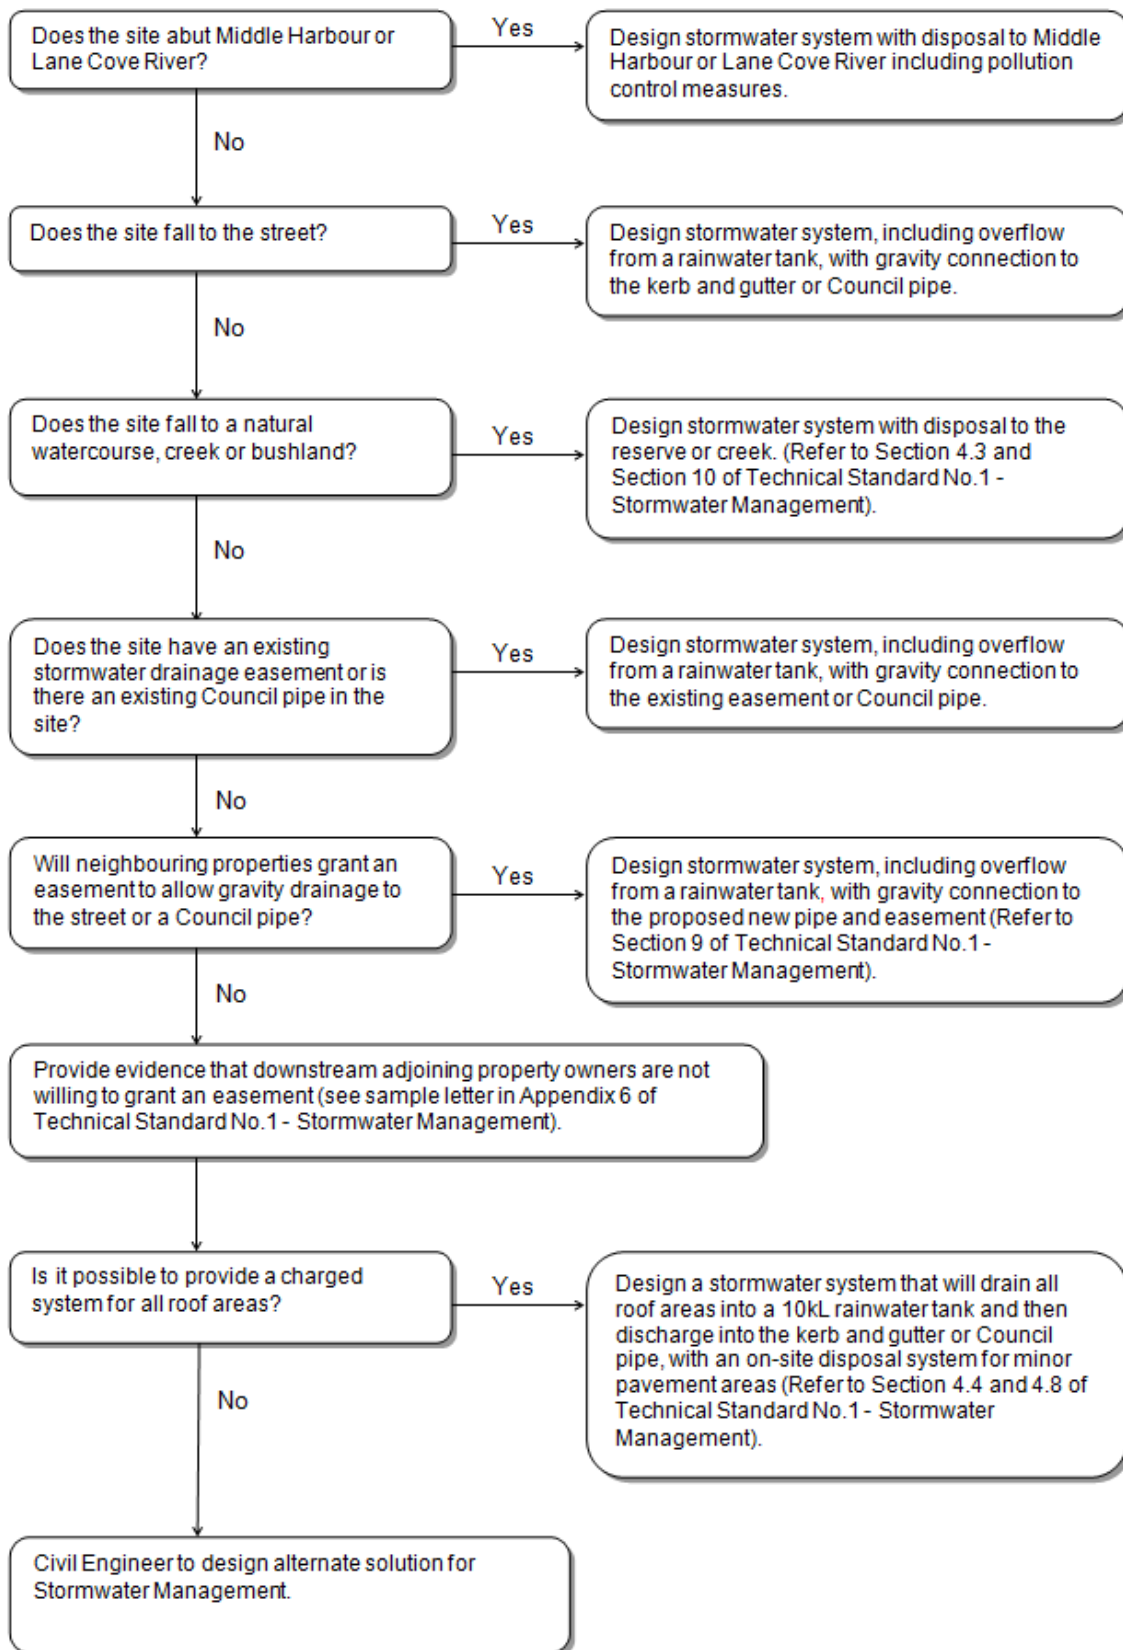 Does the site abut Middle Harbour or
Lane Cove River?
Yes
Design stormwater system with disposal to Middle
Harbour or Lane Cove River including pollution
control measures.
No
Does the site fall to the street?
Yes
Design stormwater system, including overflow
from a rainwater tank, with gravity connection to
the kerb and gutter or Council pipe.
No
Does the site fall to a natural
watercourse, creek or bushland?
Yes
Design stormwater system with disposal to the
reserve or creek. (Refer to Section 4.3 and
Section 10 of Technical Standard No.1 -
Stormwater Management).
No
Does the site have an existing
stormwater drainage easement or is
there an existing Council pipe in the
site?
Yes
Design stormwater system, including overflow
from a rainwater tank, with gravity connection to
the existing easement or Council pipe.
No
Will neighbouring properties grant an
easement to allow gravity drainage to
the street or a Council pipe?
Yes
Design stormwater system, including overflow
from a rainwater tank, with gravity connection to
the proposed new pipe and easement (Refer to
Section 9 of Technical Standard No.1 -
Stormwater Management).
No
Provide evidence that downstream adjoining property owners are not
willing to grant an easement (see sample letter in Appendix 6 of
Technical Standard No.1 - Stormwater Management).
Is it possible to provide a charged
system for all roof areas?
Yes
Design a stormwater system that will drain all
roof areas into a 10kL rainwater tank and then
discharge into the kerb and gutter or Council
pipe, with an on-site disposal system for minor
pavement areas (Refer to Section 4.4 and 4.8 of
Technical Standard No.1 - Stormwater
Management).
No
Civil Engineer to design alternate solution for
Stormwater Management.